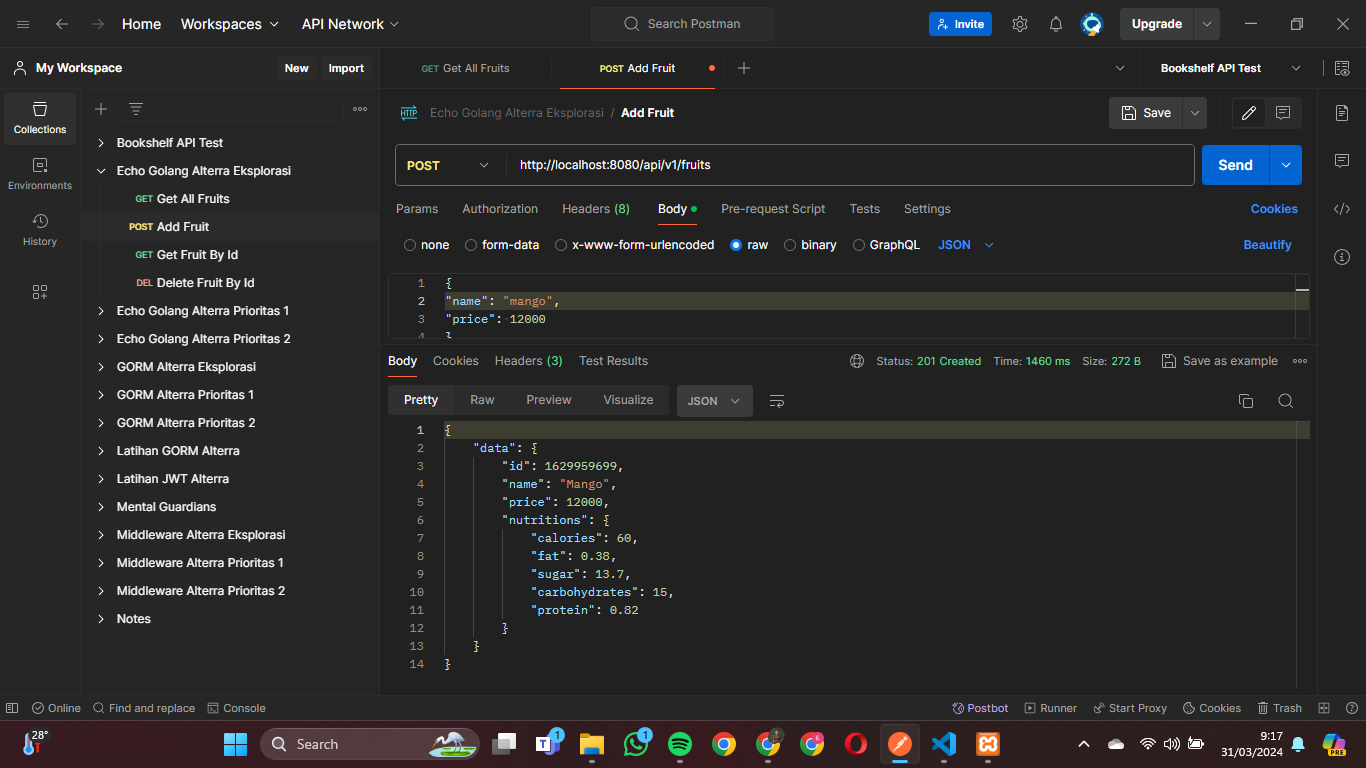 Home Workspaces API Network Search Postman Invite Upgrade
My Workspace New Import GET Get All Fruits POST Add Fruit Bookshelf API Test
Collections
Environments
History
Bookshelf API Test
Echo Golang Alterra Eksplorasi
GET Get All Fruits
POST Add Fruit
GET Get Fruit By Id
DEL Delete Fruit By Id
Echo Golang Alterra Prioritas 1
Echo Golang Alterra Prioritas 2
GORM Alterra Eksplorasi
GORM Alterra Prioritas 1
GORM Alterra Prioritas 2
Latihan GORM Alterra
Latihan JWT Alterra
Mental Guardians
Middleware Alterra Eksplorasi
Middleware Alterra Prioritas 1
Middleware Alterra Prioritas 2
Notes
HTTP Echo Golang Alterra Eksplorasi / Add Fruit Save
POST http://localhost:8080/api/v1/fruits Send
Params Authorization Headers (8) Body Pre-request Script Tests Settings Cookies
none form-data x-www-form-urlencoded raw binary GraphQL JSON Beautify
1 {
2 "name": "mango",
3 "price": 12000
4 }
Body Cookies Headers (3) Test Results Status: 201 Created Time: 1460 ms Size: 272 B Save as example
Pretty Raw Preview Visualize JSON
1 {
2 "data": {
3 "id": 1629959699,
4 "name": "Mango",
5 "price": 12000,
6 "nutritions": {
7 "calories": 60,
8 "fat": 0.38,
9 "sugar": 13.7,
10 "carbohydrates": 15,
11 "protein": 0.82
12 }
13 }
14 }
Online Find and replace Console Postbot Runner Start Proxy Cookies Trash
28° Search 1 1 9:17
31/03/2024
PRE